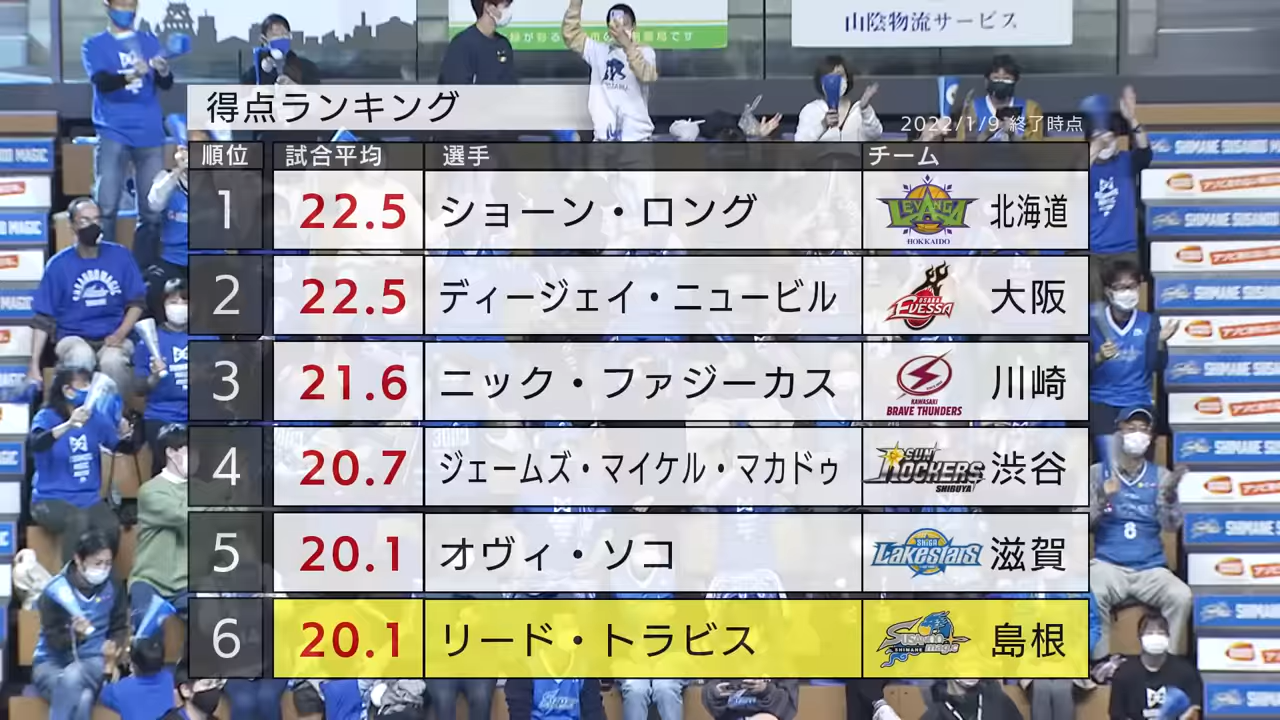 山陰物流サービス
得点ランキング
2022/1/9 終了時点
順位 試合平均 選手 チーム
1 22.5 ショーン・ロング LEVANGA HOKKAIDO 北海道
2 22.5 ディージェイ・ニュービル OSAKA EVESSA 大阪
3 21.6 ニック・ファジーカス KAWASAKI BRAVE THUNDERS 川崎
4 20.7 ジェームズ・マイケル・マカドゥ SUN ROCKERS SHIBUYA 渋谷
5 20.1 オヴィ・ソコ SHIGA LAKESTARS 滋賀
6 20.1 リード・トラビス SUSANOO MAGIC SHIMANE 島根
SHIMANE SUSANOO MAGIC
8